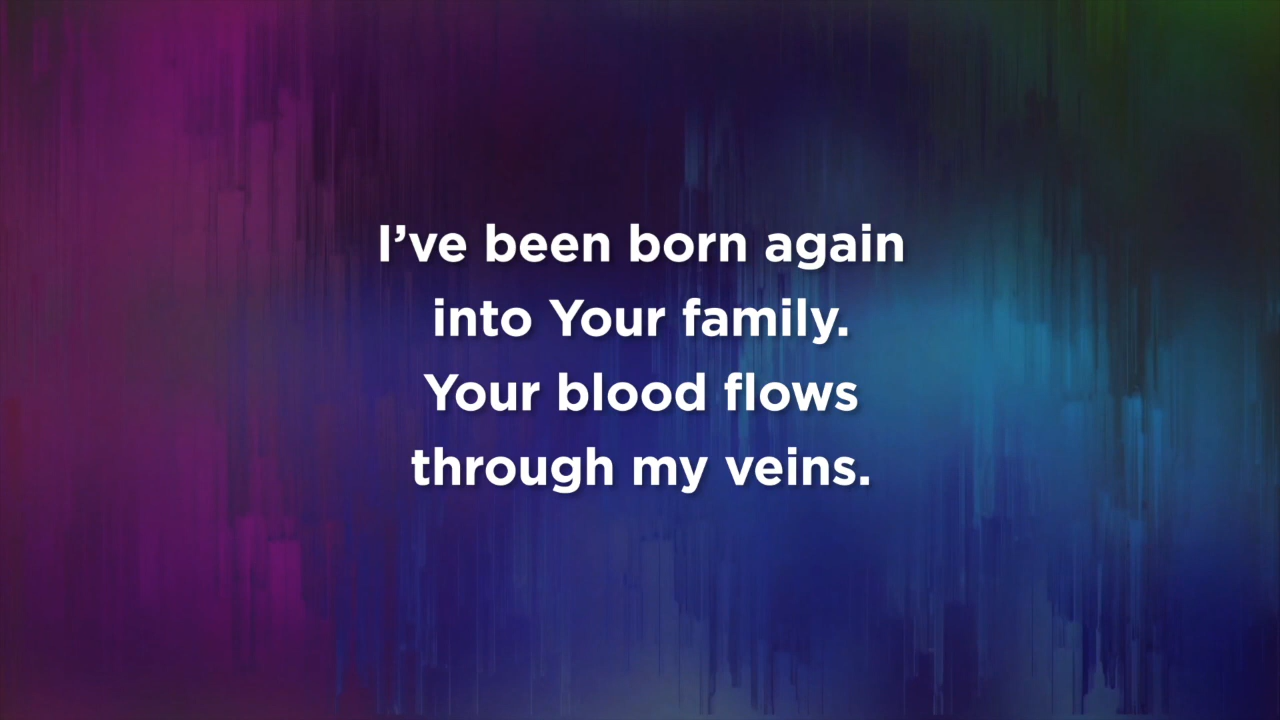 I’ve been born again
into Your family.
Your blood flows
through my veins.